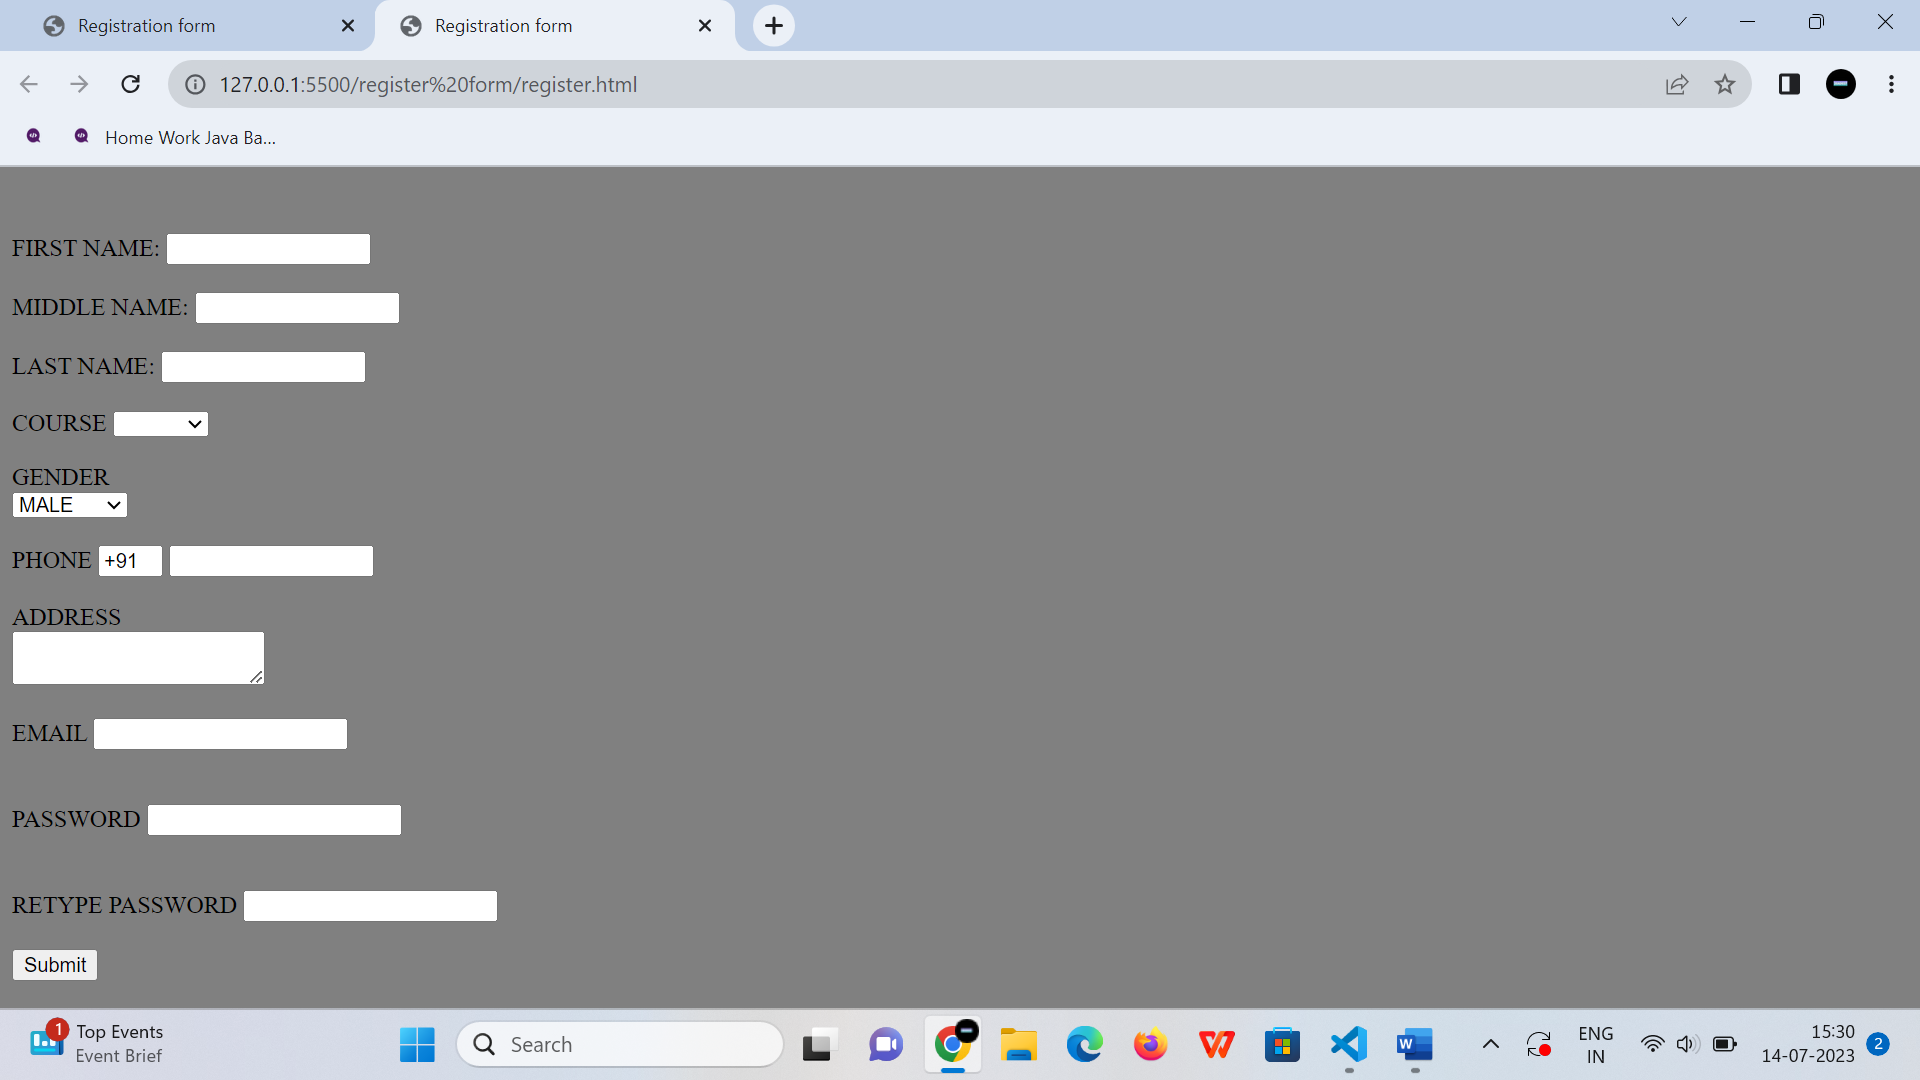 Registration form
Registration form
127.0.0.1:5500/register%20form/register.html
Home Work Java Ba...
FIRST NAME:
MIDDLE NAME:
LAST NAME:
COURSE
GENDER
MALE
PHONE +91
ADDRESS
EMAIL
PASSWORD
RETYPE PASSWORD
Submit
1 Top Events
Event Brief
Search
W
W
ENG
IN
15:30
14-07-2023
2